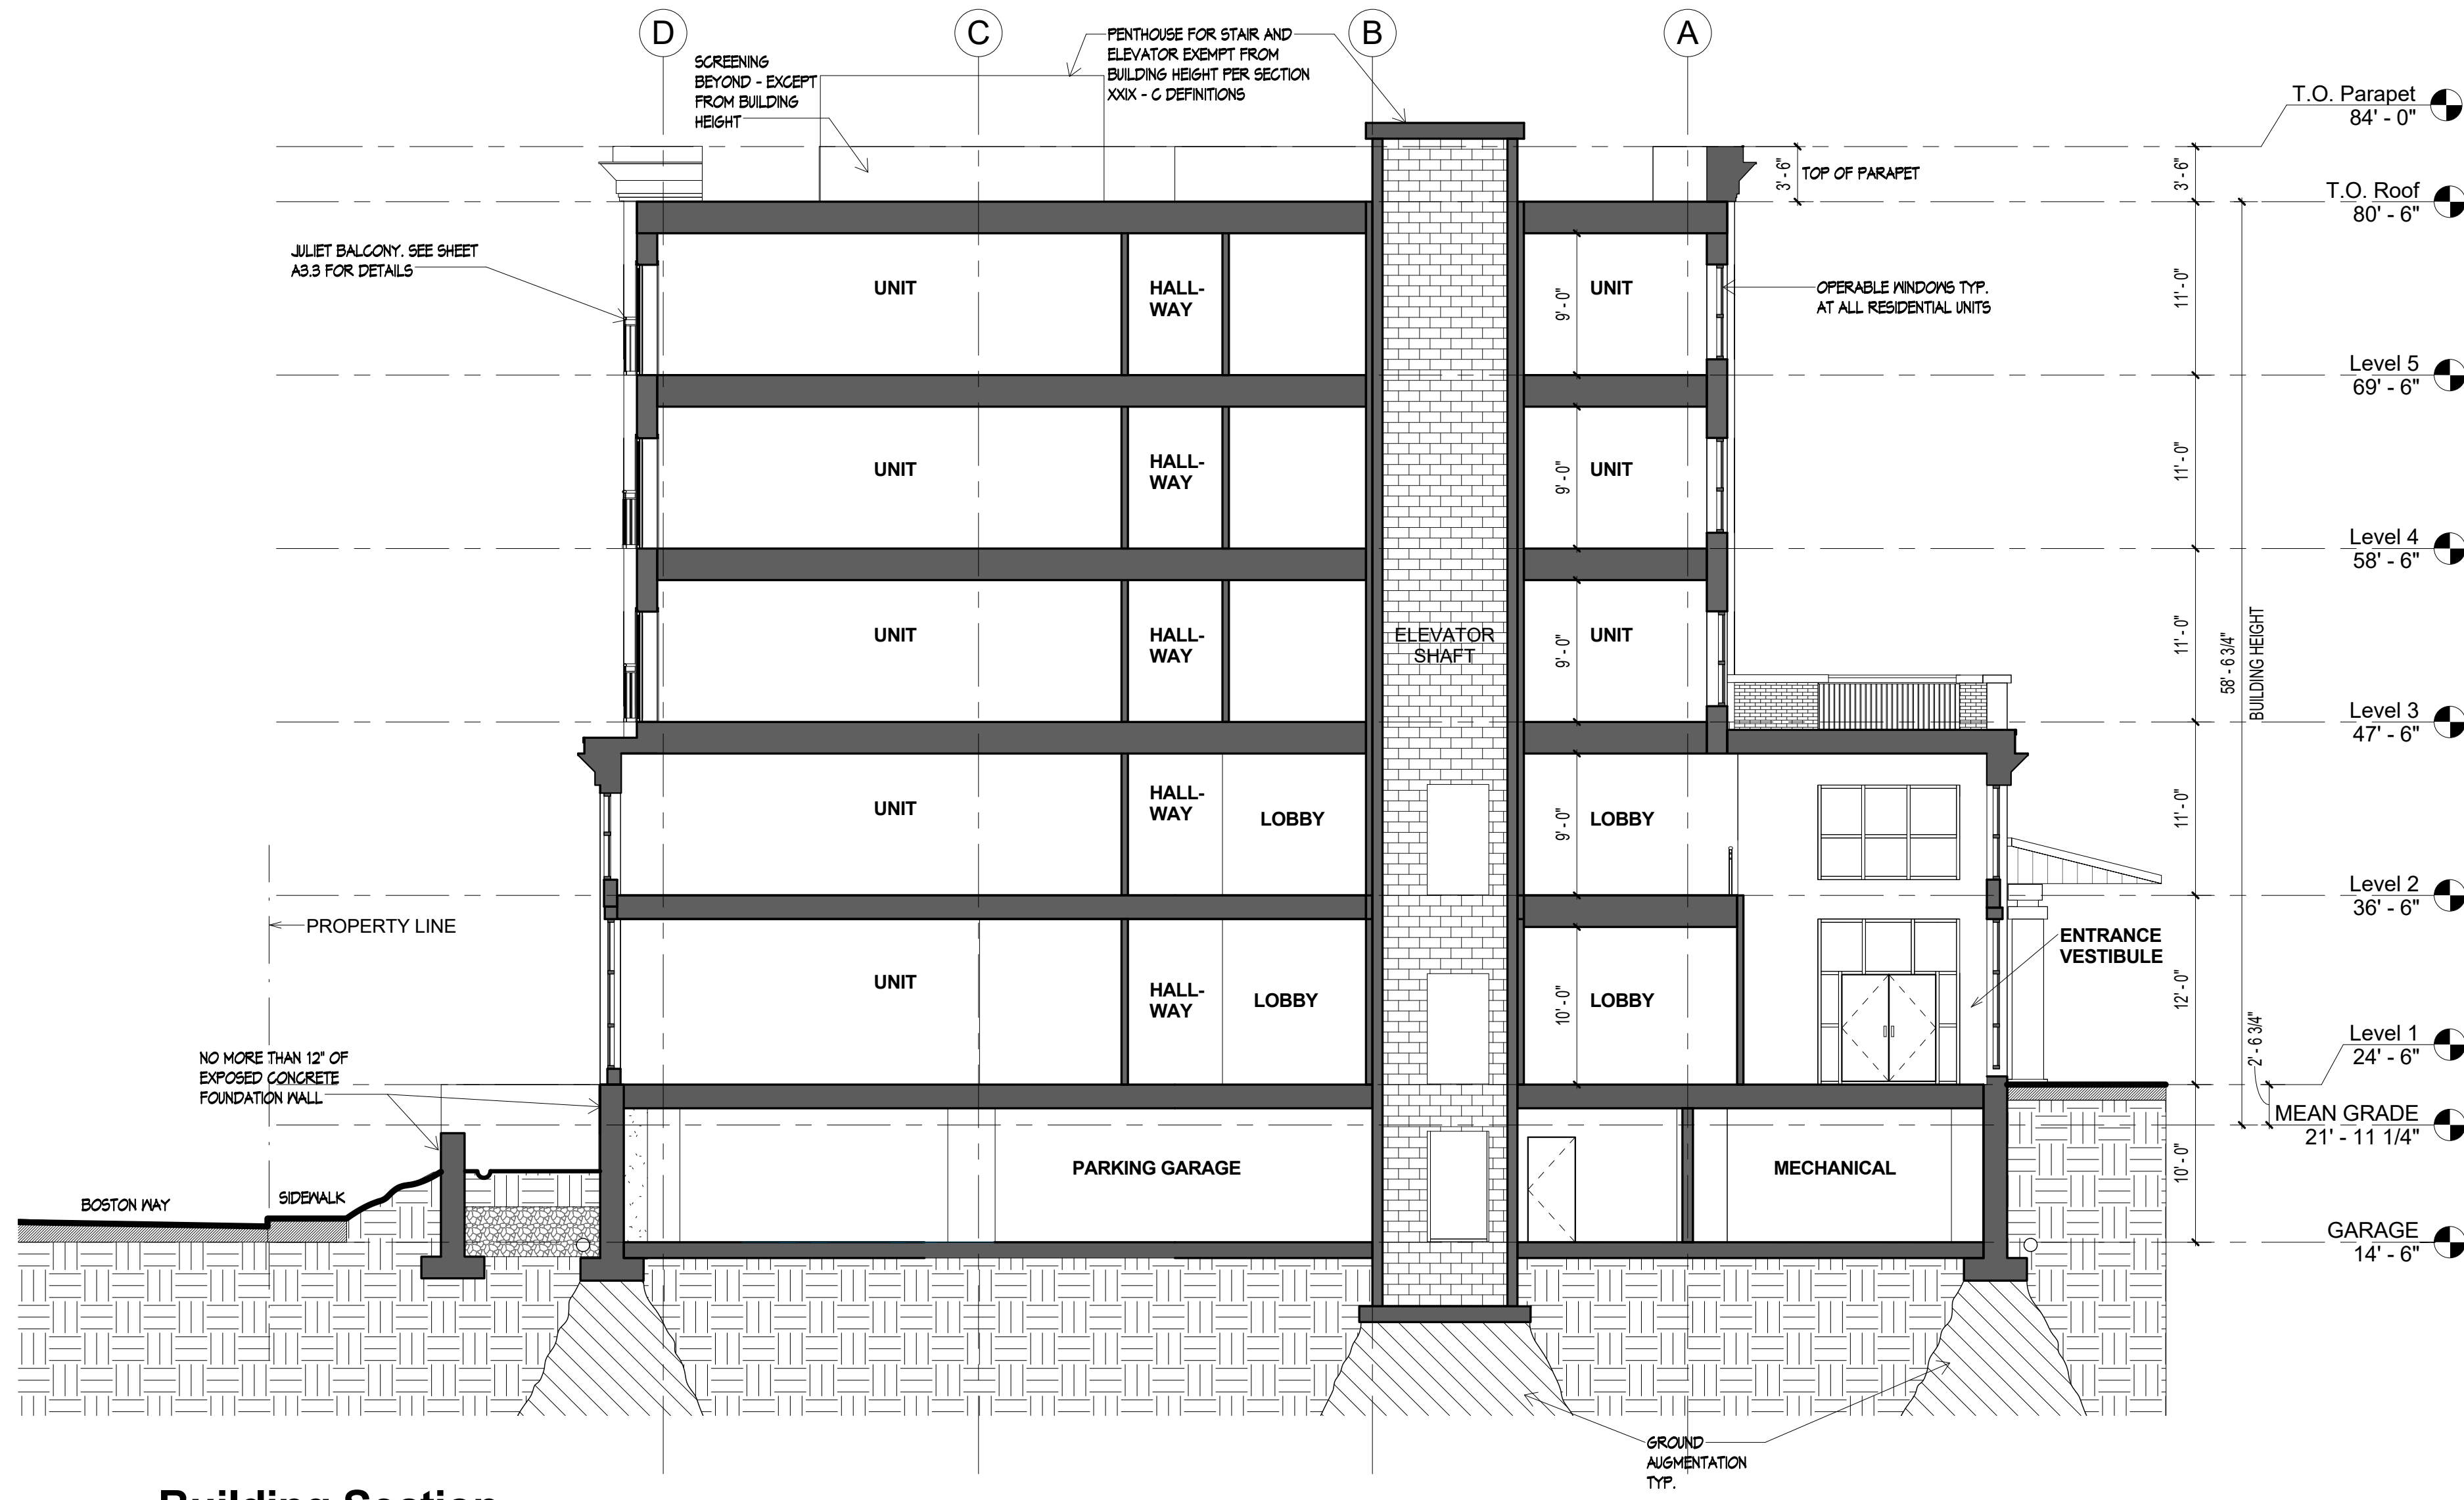 D
C
B
A
SCREENING
BEYOND - EXCEPT
FROM BUILDING
HEIGHT
PENTHOUSE FOR STAIR AND
ELEVATOR EXEMPT FROM
BUILDING HEIGHT PER SECTION
XXIX - C DEFINITIONS
T.O. Parapet
84' - 0"
3' - 6"
TOP OF PARAPET
3' - 6"
T.O. Roof
80' - 6"
JULIET BALCONY. SEE SHEET
A3.3 FOR DETAILS
UNIT
HALL-
WAY
9' - 0"
UNIT
OPERABLE WINDOWS TYP.
AT ALL RESIDENTIAL UNITS
11' - 0"
Level 5
69' - 6"
UNIT
HALL-
WAY
9' - 0"
UNIT
11' - 0"
Level 4
58' - 6"
UNIT
HALL-
WAY
ELEVATOR
SHAFT
9' - 0"
UNIT
11' - 0"
58' - 6 3/4"
BUILDING HEIGHT
Level 3
47' - 6"
UNIT
HALL-
WAY
LOBBY
9' - 0"
LOBBY
11' - 0"
Level 2
36' - 6"
PROPERTY LINE
UNIT
HALL-
WAY
LOBBY
10' - 0"
LOBBY
ENTRANCE
VESTIBULE
12' - 0"
2' - 6 3/4"
Level 1
24' - 6"
NO MORE THAN 12" OF
EXPOSED CONCRETE
FOUNDATION WALL
MEAN GRADE
21' - 11 1/4"
PARKING GARAGE
MECHANICAL
10' - 0"
BOSTON WAY
SIDEWALK
GARAGE
14' - 6"
GROUND
AUGMENTATION
TYP.
Building Section